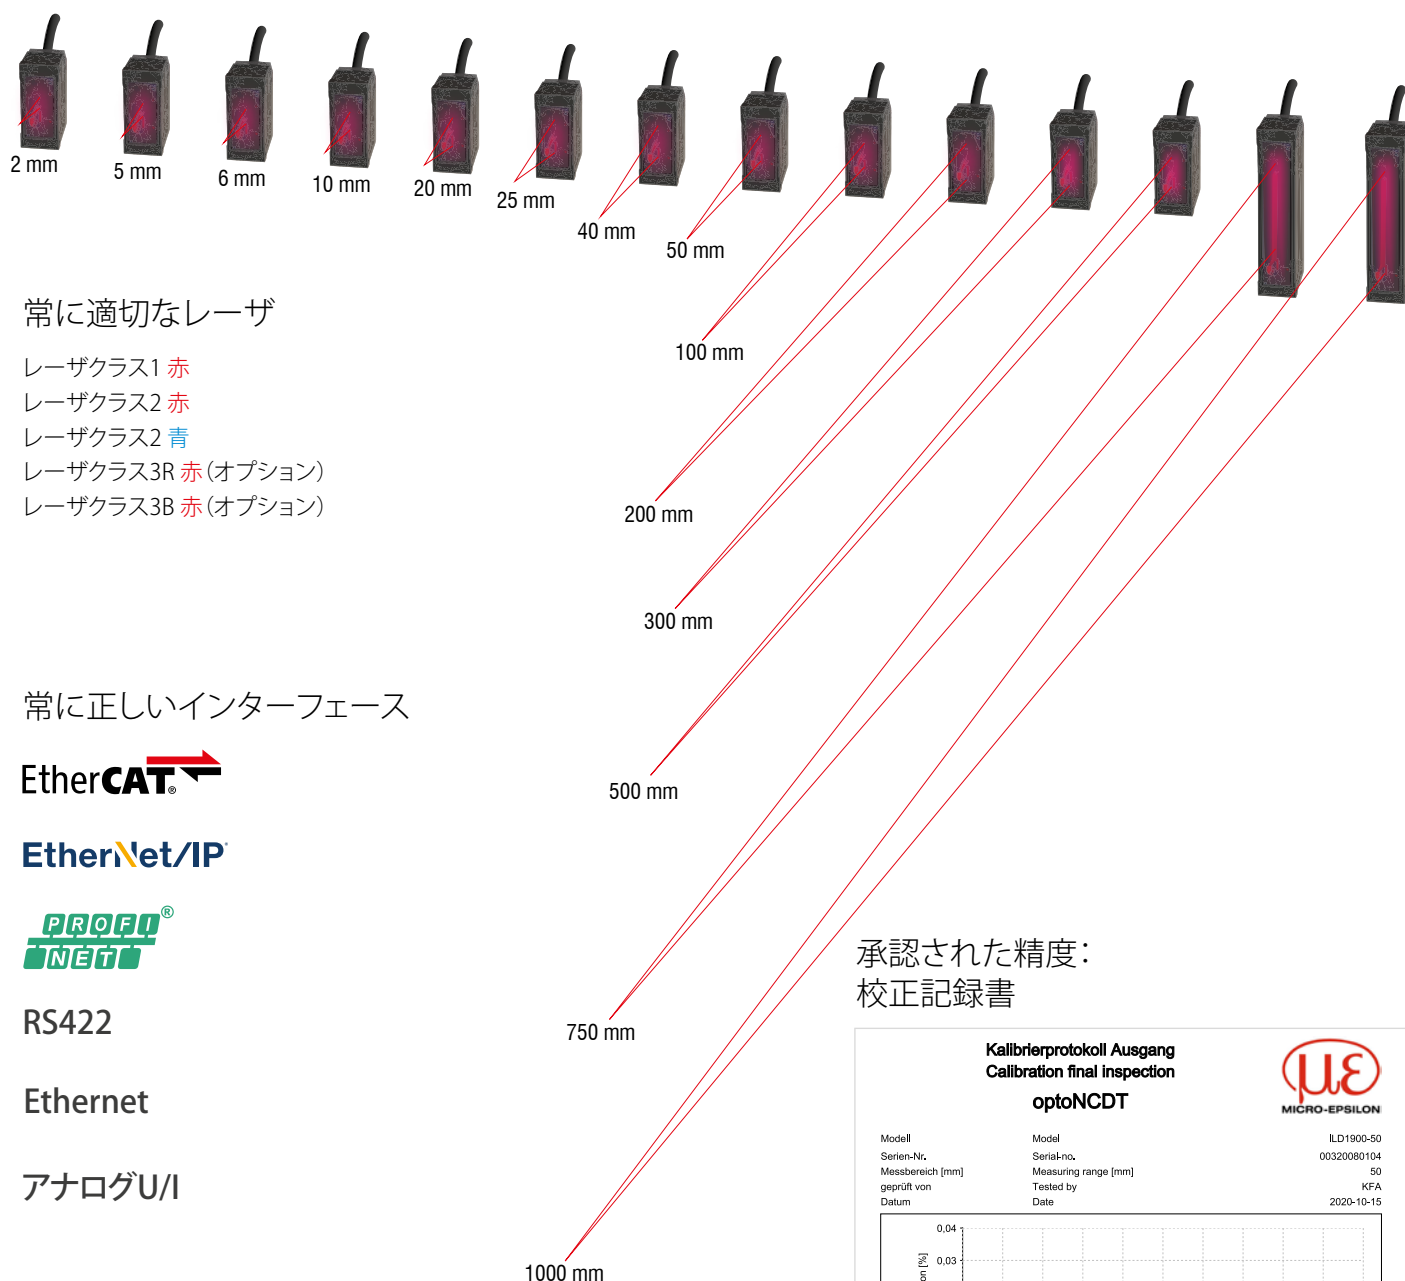 2 mm
5 mm
6 mm
10 mm
20 mm
25 mm
40 mm
50 mm
100 mm
200 mm
300 mm
500 mm
750 mm
1000 mm
常に適切なレーザ
レーザクラス1 赤
レーザクラス2 赤
レーザクラス2 青
レーザクラス3R 赤（オプション）
レーザクラス3B 赤（オプション）
常に正しいインターフェース
EtherCAT®
EtherNet/IP
PROFI®
NET
RS422
Ethernet
アナログU/I
承認された精度：
校正記録書
Kalibrierprotokoll Ausgang
Calibration final inspection
optoNCDT
με
MICRO-EPSILON
Modell Model ILD1900-50
Serien-Nr. Serial-no. 00320080104
Messbereich [mm] Measuring range [mm] 50
geprüft von Tested by KFA
Datum Date 2020-10-15
0,04
0,03